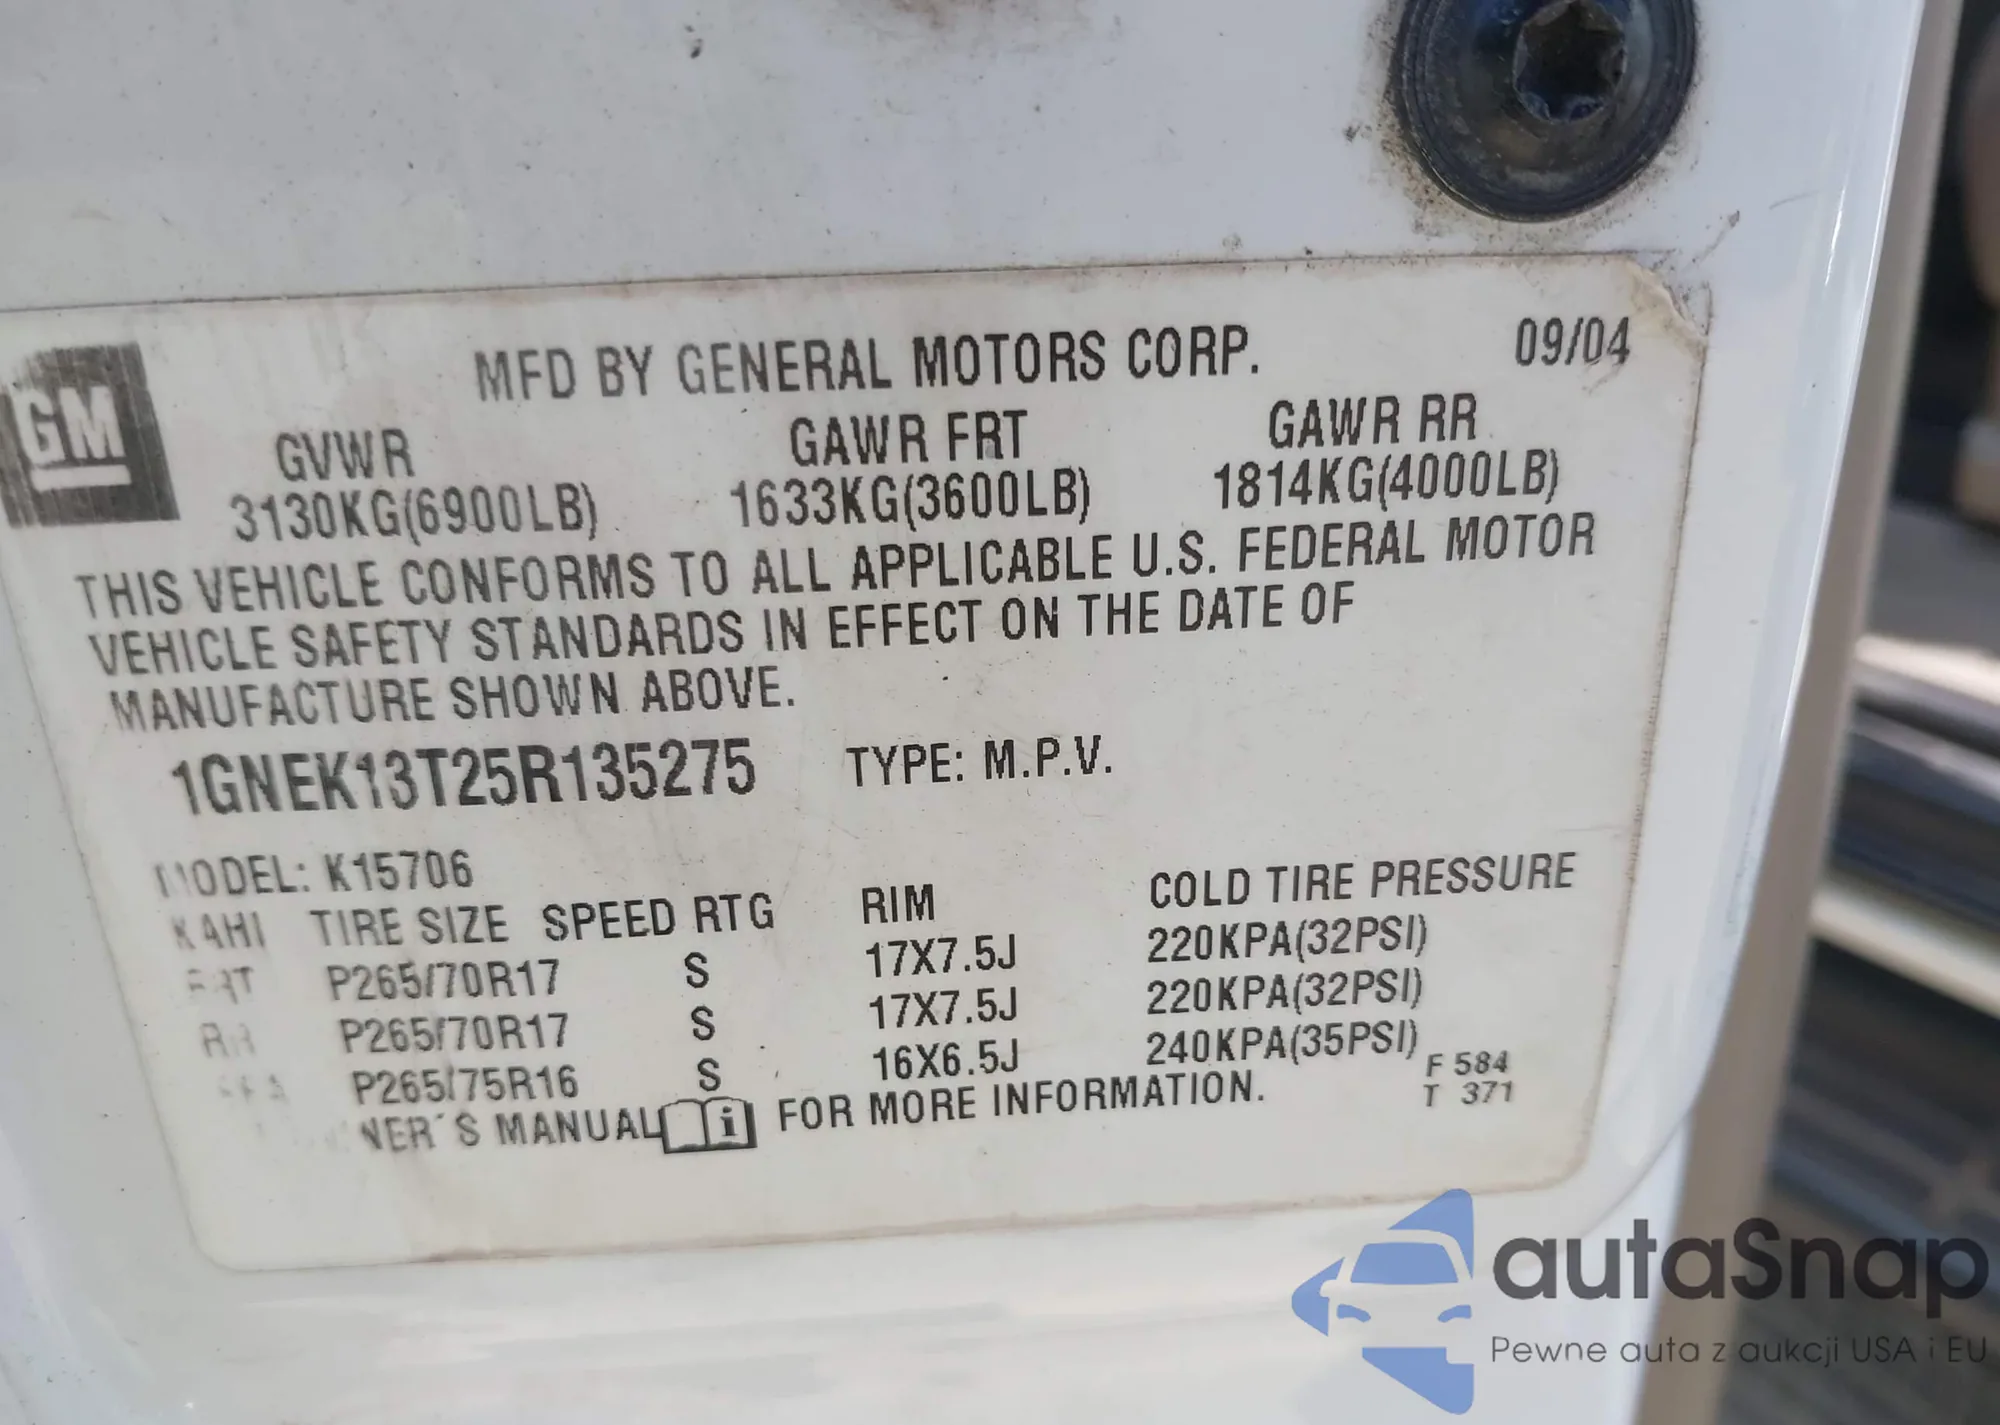 GM
MFD BY GENERAL MOTORS CORP. 09/04
GVWR GAWR FRT GAWR RR
3130KG(6900LB) 1633KG(3600LB) 1814KG(4000LB)
THIS VEHICLE CONFORMS TO ALL APPLICABLE U.S. FEDERAL MOTOR
VEHICLE SAFETY STANDARDS IN EFFECT ON THE DATE OF
MANUFACTURE SHOWN ABOVE.
1GNEK13T25R135275 TYPE: M.P.V.
MODEL: K15706
KAHI TIRE SIZE SPEED RTG RIM COLD TIRE PRESSURE
FRT P265/70R17 S 17X7.5J 220KPA(32PSI)
RR P265/70R17 S 17X7.5J 220KPA(32PSI)
P265/75R16 S 16X6.5J 240KPA(35PSI)
NER'S MANUAL i FOR MORE INFORMATION.
F 584
T 371
autaSnap
Pewne auta z aukcji USA i EU